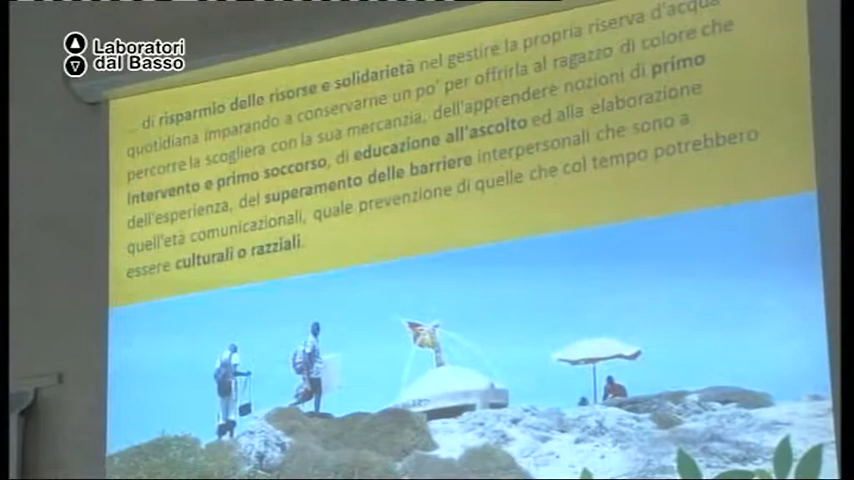 Laboratori
dal Basso
... di risparmio delle risorse e solidarietà nel gestire la propria riserva d'acqua
quotidiana imparando a conservarne un po' per offrirla al ragazzo di colore che
percorre la scogliera con la sua mercanzia, dell'apprendere nozioni di primo
intervento e primo soccorso, di educazione all'ascolto ed alla elaborazione
dell'esperienza, del superamento delle barriere interpersonali che sono a
quell'età comunicazionali, quale prevenzione di quelle che col tempo potrebbero
essere culturali o razziali.